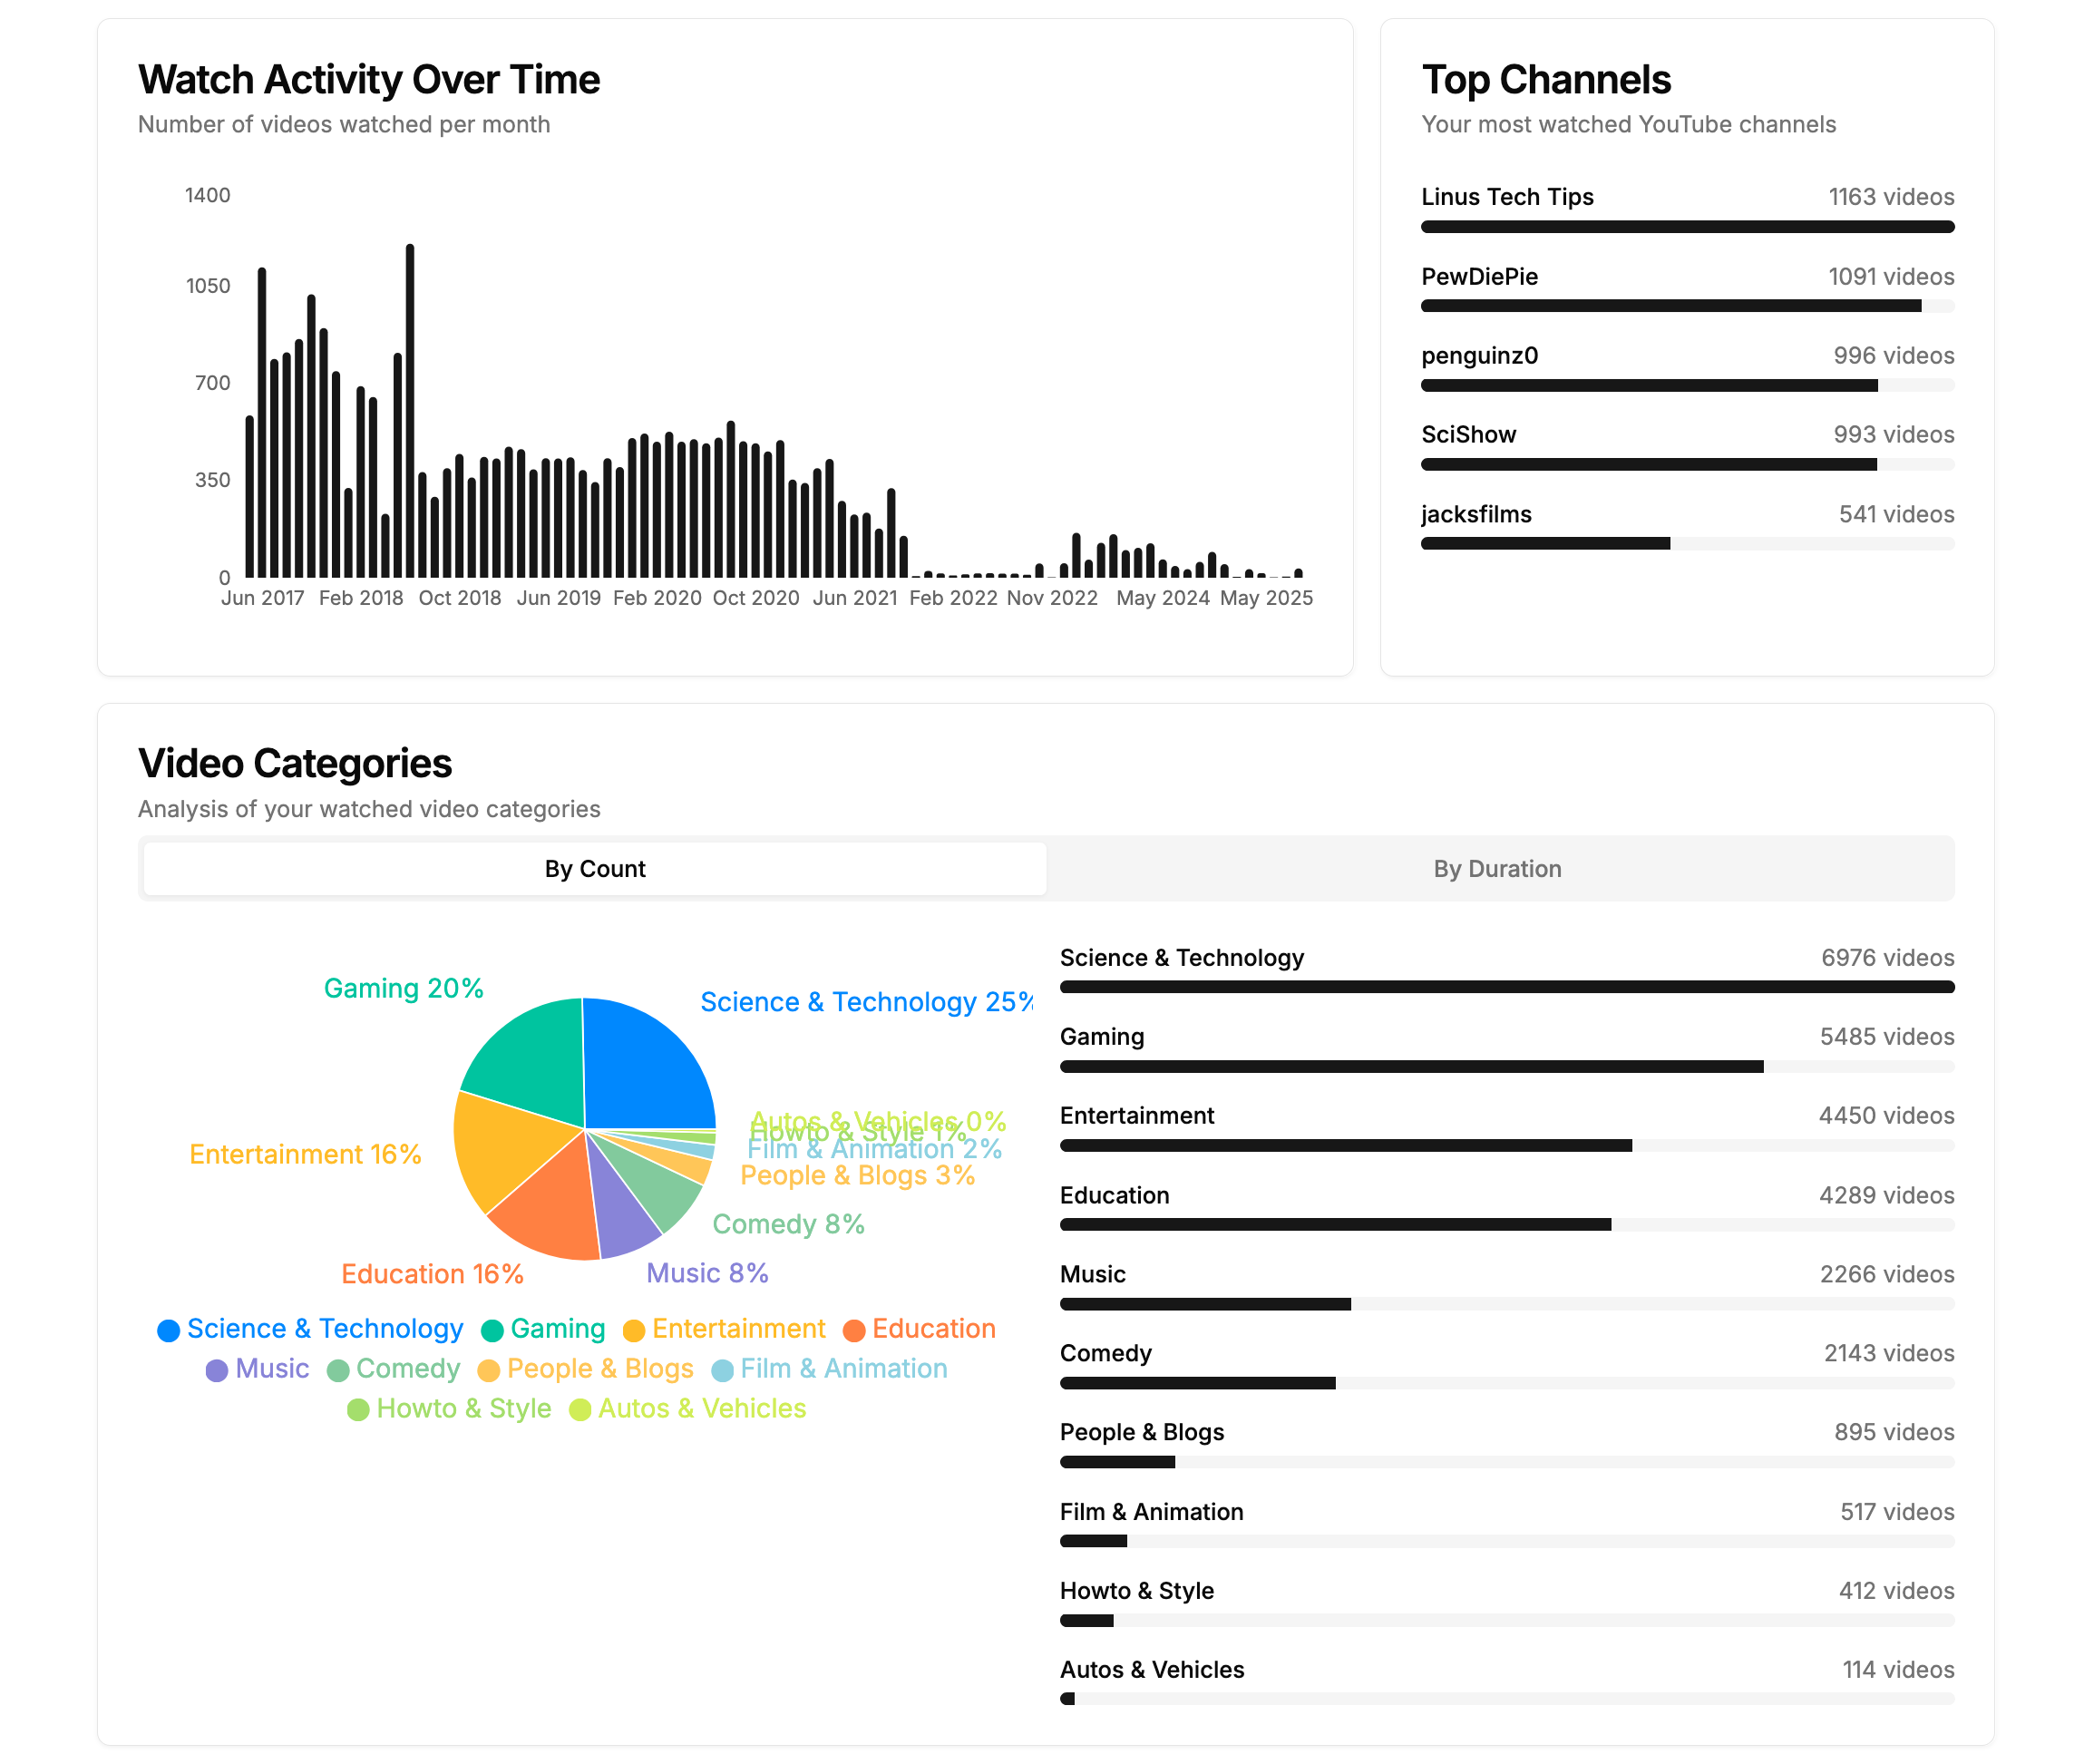 Watch Activity Over Time
Number of videos watched per month
1400
1050
700
350
0
Jun 2017 Feb 2018 Oct 2018 Jun 2019 Feb 2020 Oct 2020 Jun 2021 Feb 2022 Nov 2022 May 2024 May 2025
Top Channels
Your most watched YouTube channels
Linus Tech Tips 1163 videos
PewDiePie 1091 videos
penguinz0 996 videos
SciShow 993 videos
jacksfilms 541 videos
Video Categories
Analysis of your watched video categories
By Count By Duration
Gaming 20%
Science & Technology 25%
Autos & Vehicles 0%
Howto & Style 1%
Film & Animation 2%
Entertainment 16%
People & Blogs 3%
Comedy 8%
Education 16%
Music 8%
Science & Technology Gaming Entertainment Education
Music Comedy People & Blogs Film & Animation
Howto & Style Autos & Vehicles
Science & Technology 6976 videos
Gaming 5485 videos
Entertainment 4450 videos
Education 4289 videos
Music 2266 videos
Comedy 2143 videos
People & Blogs 895 videos
Film & Animation 517 videos
Howto & Style 412 videos
Autos & Vehicles 114 videos